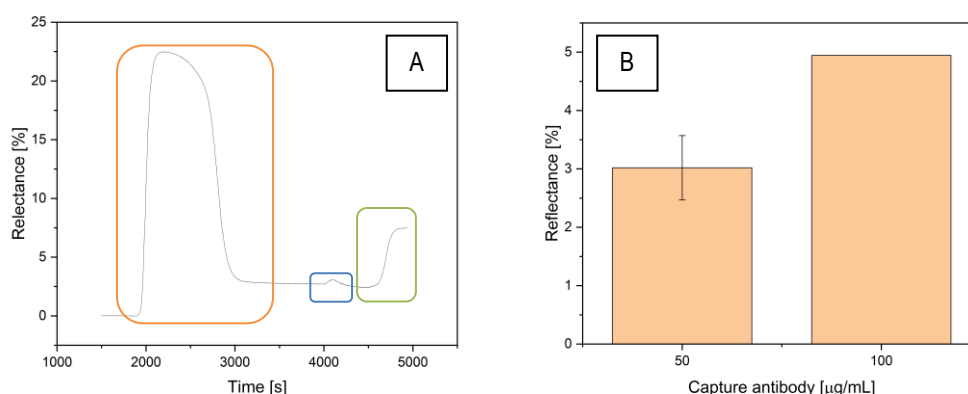 A
Relectance [%]
25
20
15
10
5
0
1000 2000 3000 4000 5000
Time [s]
B
Reflectance [%]
5
4
3
2
1
0
50 100
Capture antibody [µg/mL]